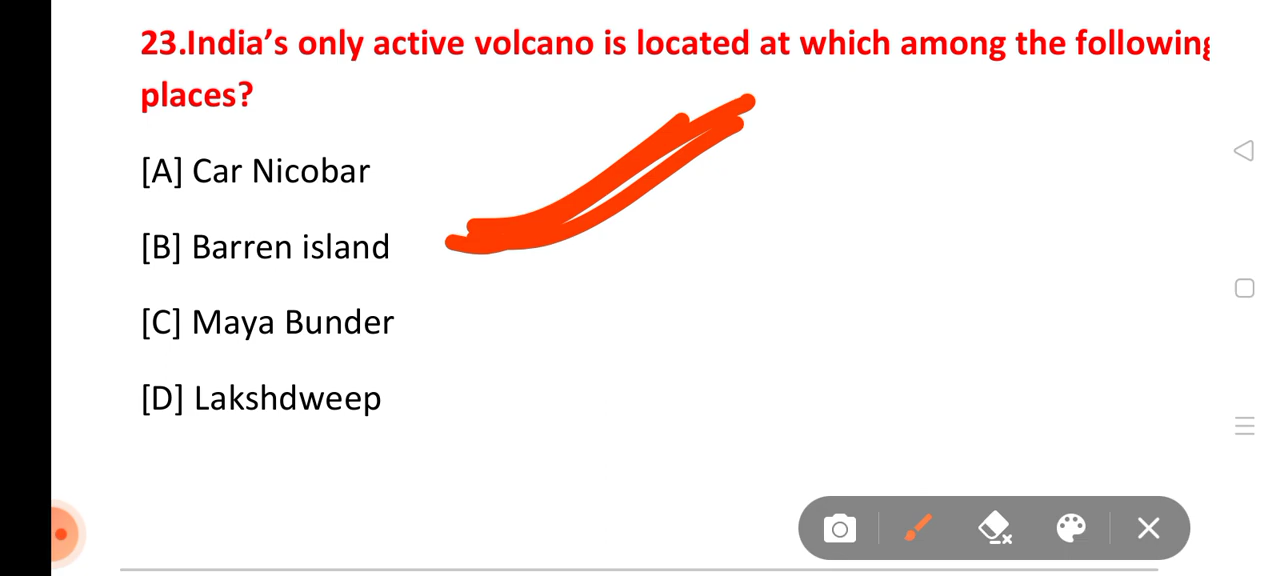 23.India's only active volcano is located at which among the following
places?
[A] Car Nicobar
[B] Barren island
[C] Maya Bunder
[D] Lakshdweep